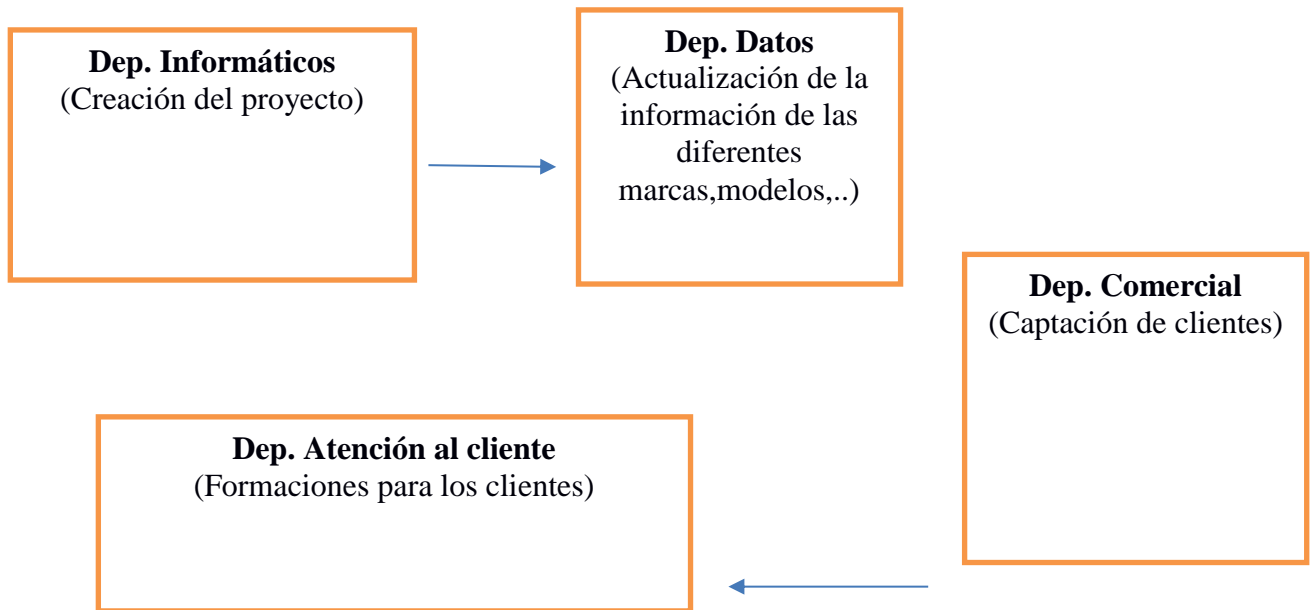 Dep. Informáticos
(Creación del proyecto)
Dep. Datos
(Actualización de la
información de las
diferentes
marcas,modelos,..)
Dep. Comercial
(Captación de clientes)
Dep. Atención al cliente
(Formaciones para los clientes)